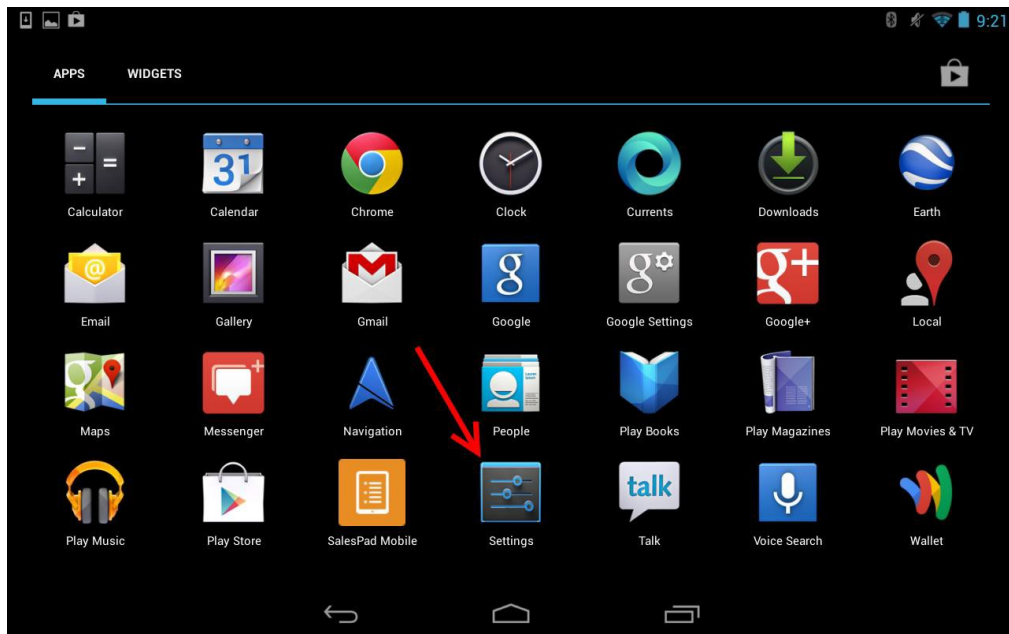 9:21
APPS WIDGETS
31
Calculator Calendar Chrome Clock Currents Downloads Earth
@ g g g+
Email Gallery Gmail Google Google Settings Google+ Local
g
Maps Messenger Navigation People Play Books Play Magazines Play Movies & TV
talk
Play Music Play Store SalesPad Mobile Settings Talk Voice Search Wallet